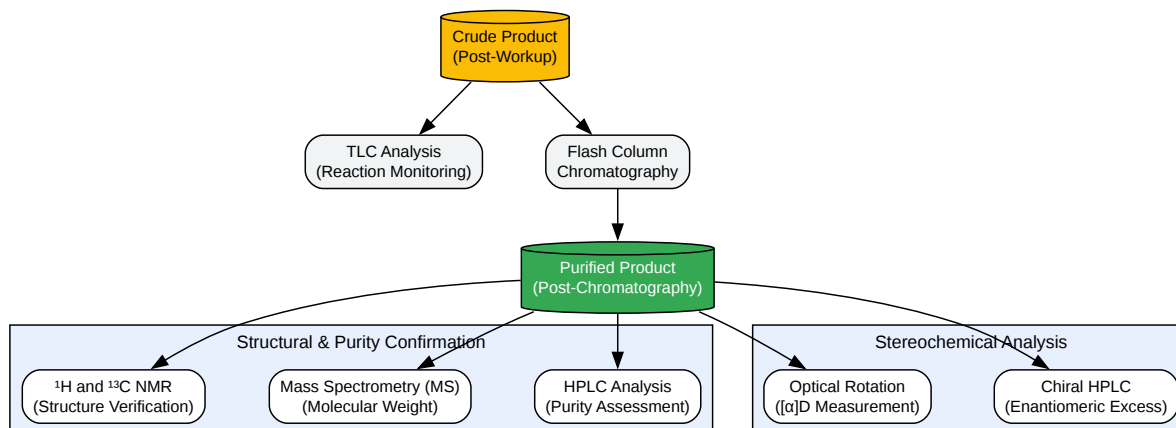 Crude Product
(Post-Workup)
TLC Analysis
(Reaction Monitoring)
Flash Column
Chromatography
Purified Product
(Post-Chromatography)
Structural & Purity Confirmation
Stereochemical Analysis
¹H and ¹³C NMR
(Structure Verification)
Mass Spectrometry (MS)
(Molecular Weight)
HPLC Analysis
(Purity Assessment)
Optical Rotation
([α]D Measurement)
Chiral HPLC
(Enantiomeric Excess)